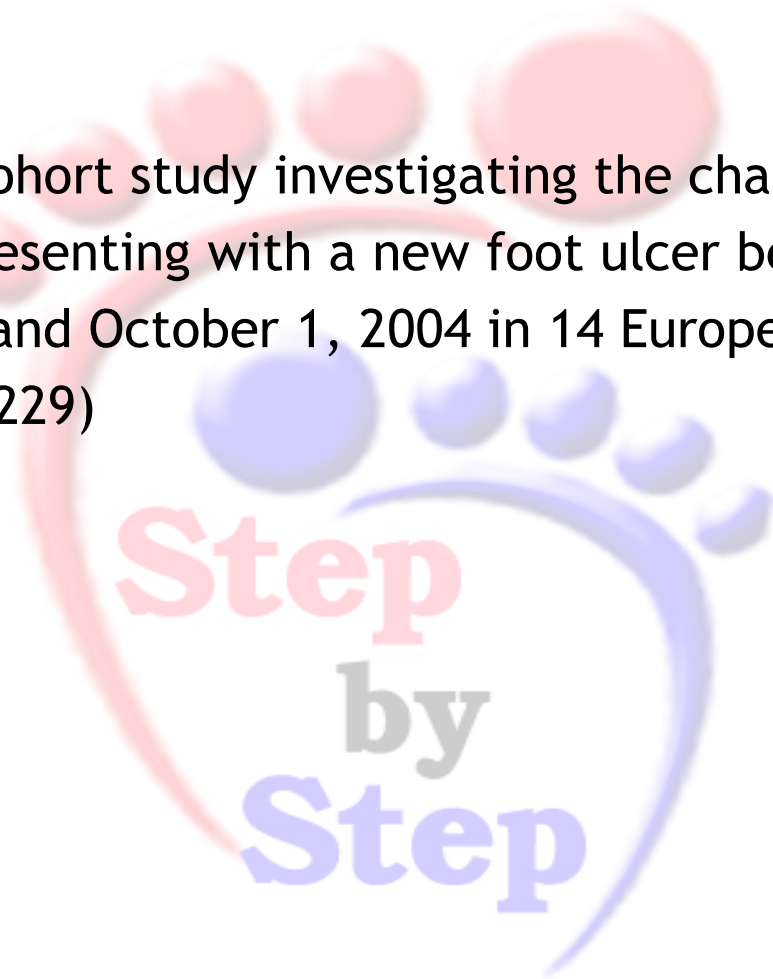 ohort study investigating the cha
esenting with a new foot ulcer be
and October 1, 2004 in 14 Europe
229)
Step
by
Step